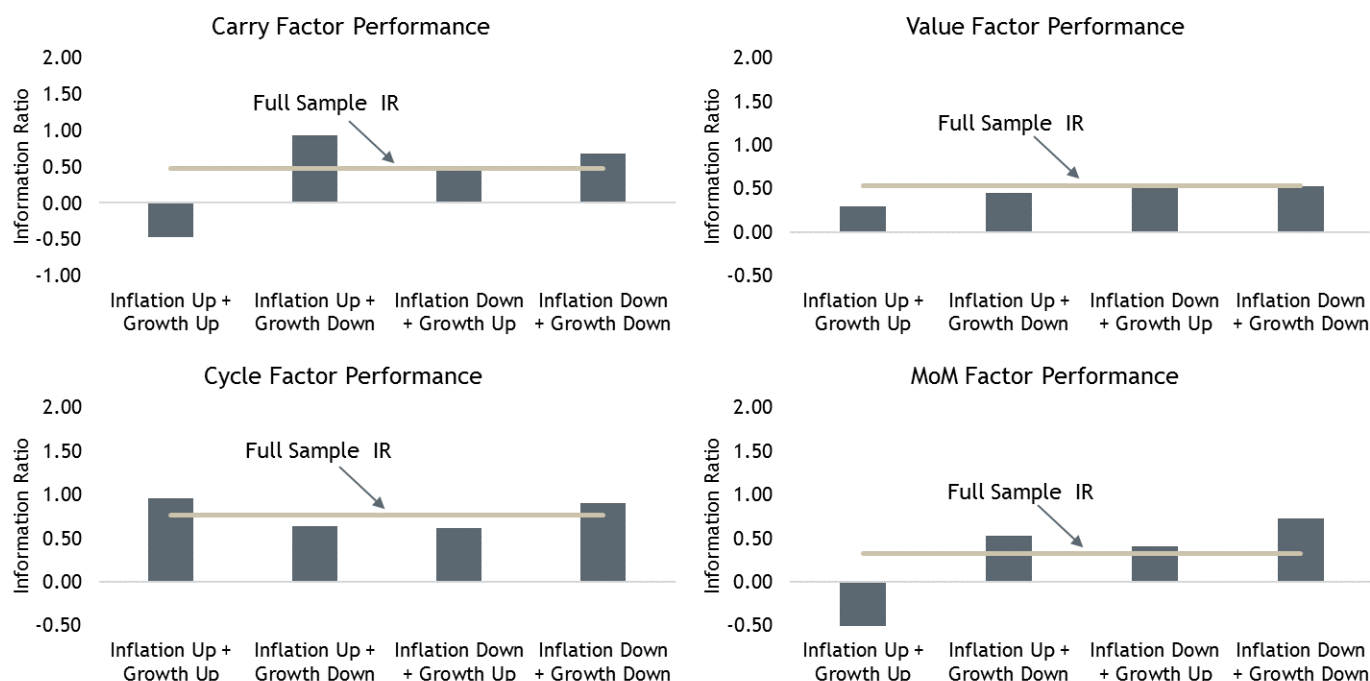 Carry Factor Performance
Information Ratio
2.00
1.50
1.00
0.50
0.00
-0.50
-1.00
Full Sample IR
Inflation Up + Growth Up
Inflation Up + Growth Down
Inflation Down + Growth Up
Inflation Down + Growth Down
Value Factor Performance
Information Ratio
2.00
1.50
1.00
0.50
0.00
-0.50
Full Sample IR
Inflation Up + Growth Up
Inflation Up + Growth Down
Inflation Down + Growth Up
Inflation Down + Growth Down
Cycle Factor Performance
Information Ratio
2.00
1.50
1.00
0.50
0.00
-0.50
Full Sample IR
Inflation Up + Growth Up
Inflation Up + Growth Down
Inflation Down + Growth Up
Inflation Down + Growth Down
MoM Factor Performance
Information Ratio
2.00
1.50
1.00
0.50
0.00
-0.50
Full Sample IR
Inflation Up + Growth Up
Inflation Up + Growth Down
Inflation Down + Growth Up
Inflation Down + Growth Down